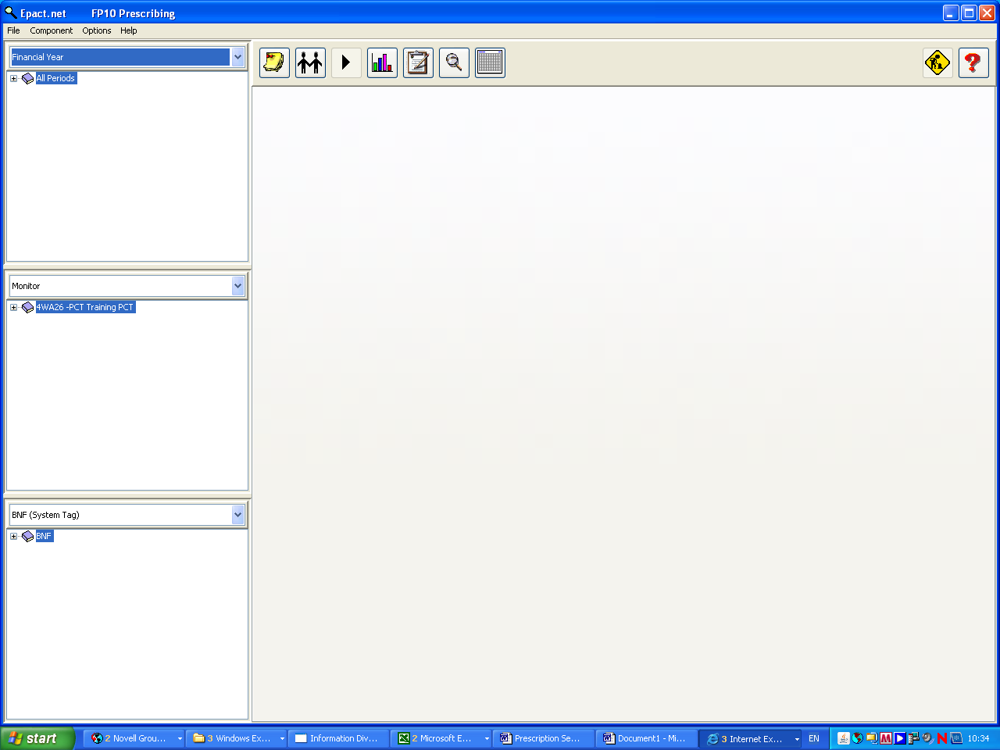 Epact.net FP10 Prescribing
File Component Options Help
Financial Year
All Periods
Monitor
4WA26 -PCT Training PCT
BNF (System Tag)
BNF
start
2 Novell Grou...
3 Windows Ex...
Information Div...
2 Microsoft E...
Prescription Se...
Document1 - Mi...
3 Internet Ex...
EN
10:34